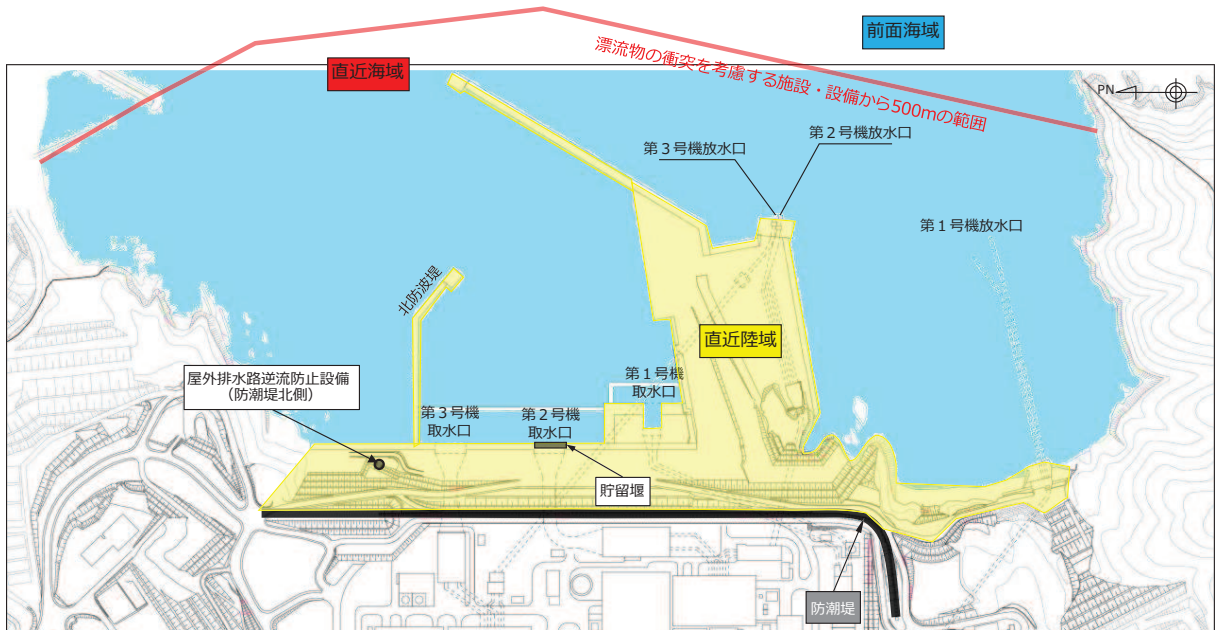 前面海域
直近海域
漂流物の衝突を考慮する施設・設備から500mの範囲
PN
第２号機放水口
第３号機放水口
第１号機放水口
北防波堤
直近陸域
屋外排水路逆流防止設備
（防潮堤北側）
第１号機
取水口
第３号機
取水口
第２号機
取水口
貯留堰
防潮堤